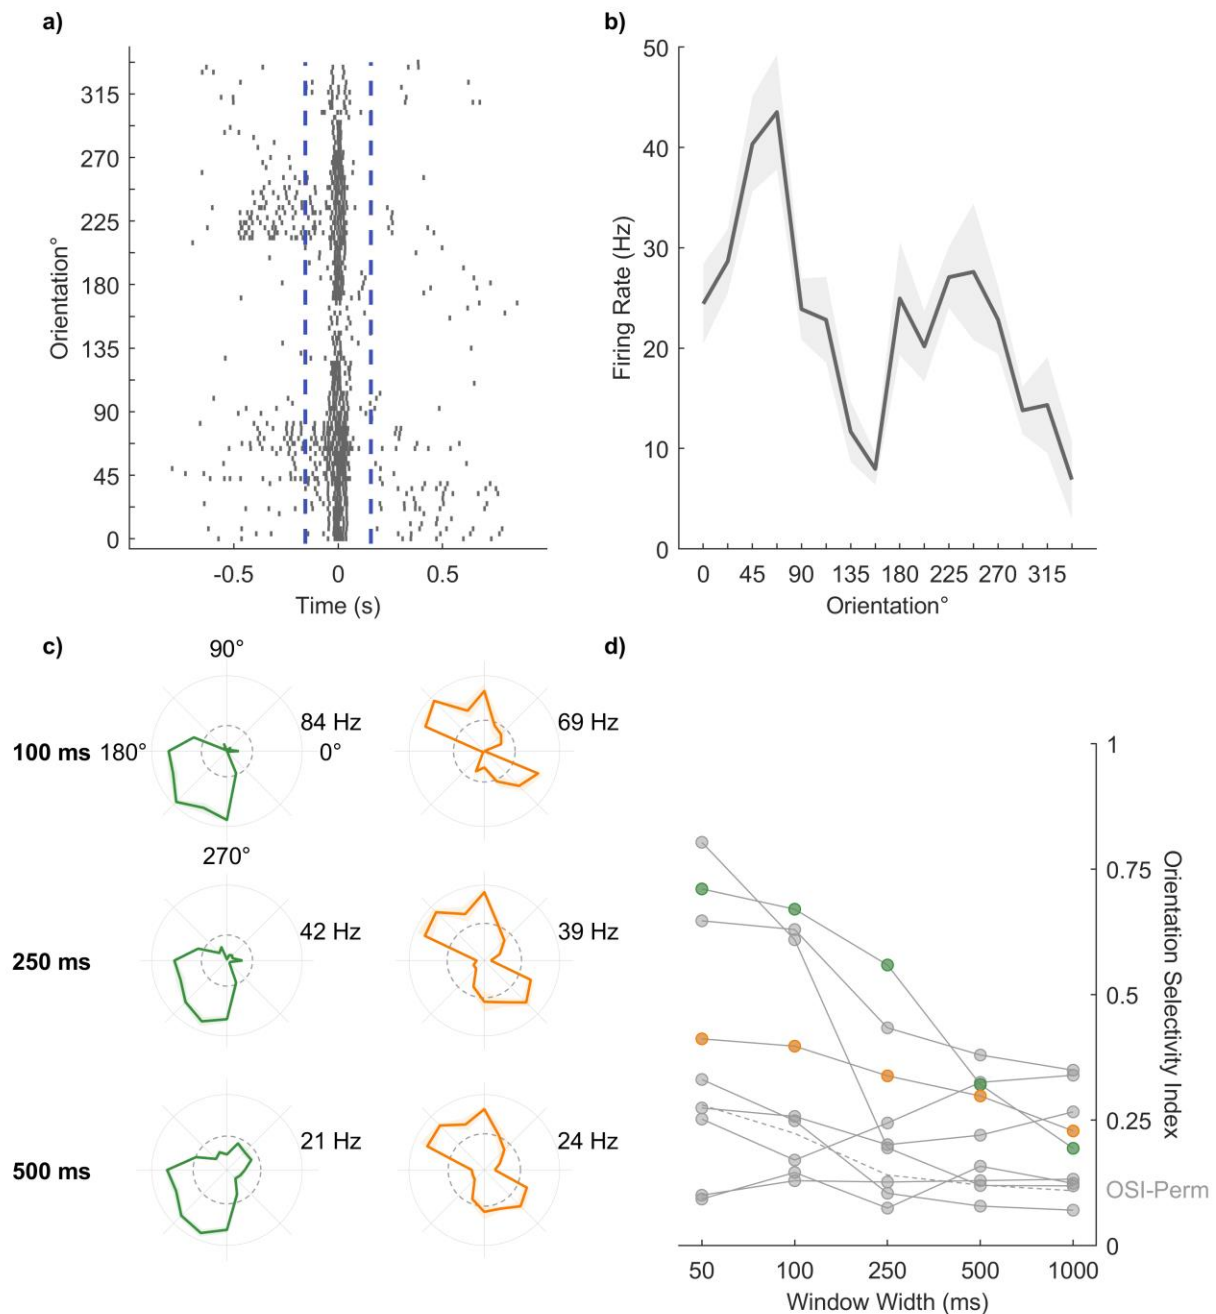 a)
315
270
225
180
135
90
45
0
Orientation°
-0.5 0 0.5
Time (s)
b)
50
40
30
20
10
0
Firing Rate (Hz)
0 45 90 135 180 225 270 315
Orientation°
c)
90°
84 Hz
69 Hz
100 ms 180° 0°
270°
42 Hz
39 Hz
250 ms
21 Hz
24 Hz
500 ms
d)
1
0.75
0.5
0.25
0
Orientation Selectivity Index
OSI-Perm
50 100 250 500 1000
Window Width (ms)